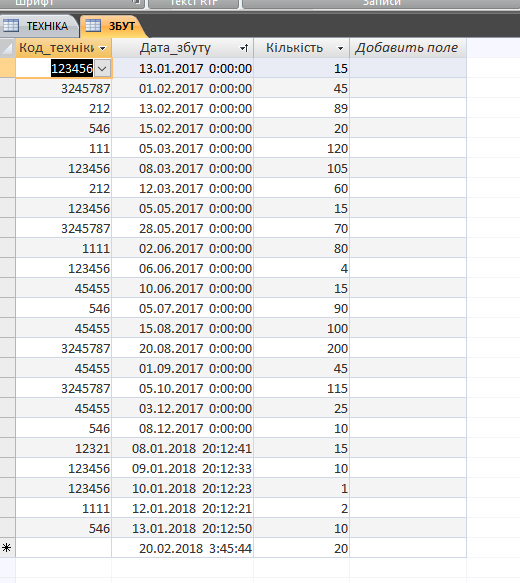 Шрифт Текст RTF Записи
ТЕХНІКА ЗБУТ
Код_техніки Дата_збуту Кількість Добавить поле
123456 13.01.2017 0:00:00 15
3245787 01.02.2017 0:00:00 45
212 13.02.2017 0:00:00 89
546 15.02.2017 0:00:00 20
111 05.03.2017 0:00:00 120
123456 08.03.2017 0:00:00 105
212 12.03.2017 0:00:00 60
123456 05.05.2017 0:00:00 15
3245787 28.05.2017 0:00:00 70
1111 02.06.2017 0:00:00 80
123456 06.06.2017 0:00:00 4
45455 10.06.2017 0:00:00 15
546 05.07.2017 0:00:00 90
45455 15.08.2017 0:00:00 100
3245787 20.08.2017 0:00:00 200
45455 01.09.2017 0:00:00 45
3245787 05.10.2017 0:00:00 115
45455 03.12.2017 0:00:00 25
546 08.12.2017 0:00:00 10
12321 08.01.2018 20:12:41 15
123456 09.01.2018 20:12:33 10
123456 10.01.2018 20:12:23 1
1111 12.01.2018 20:12:21 2
546 13.01.2018 20:12:50 10
20.02.2018 3:45:44 20